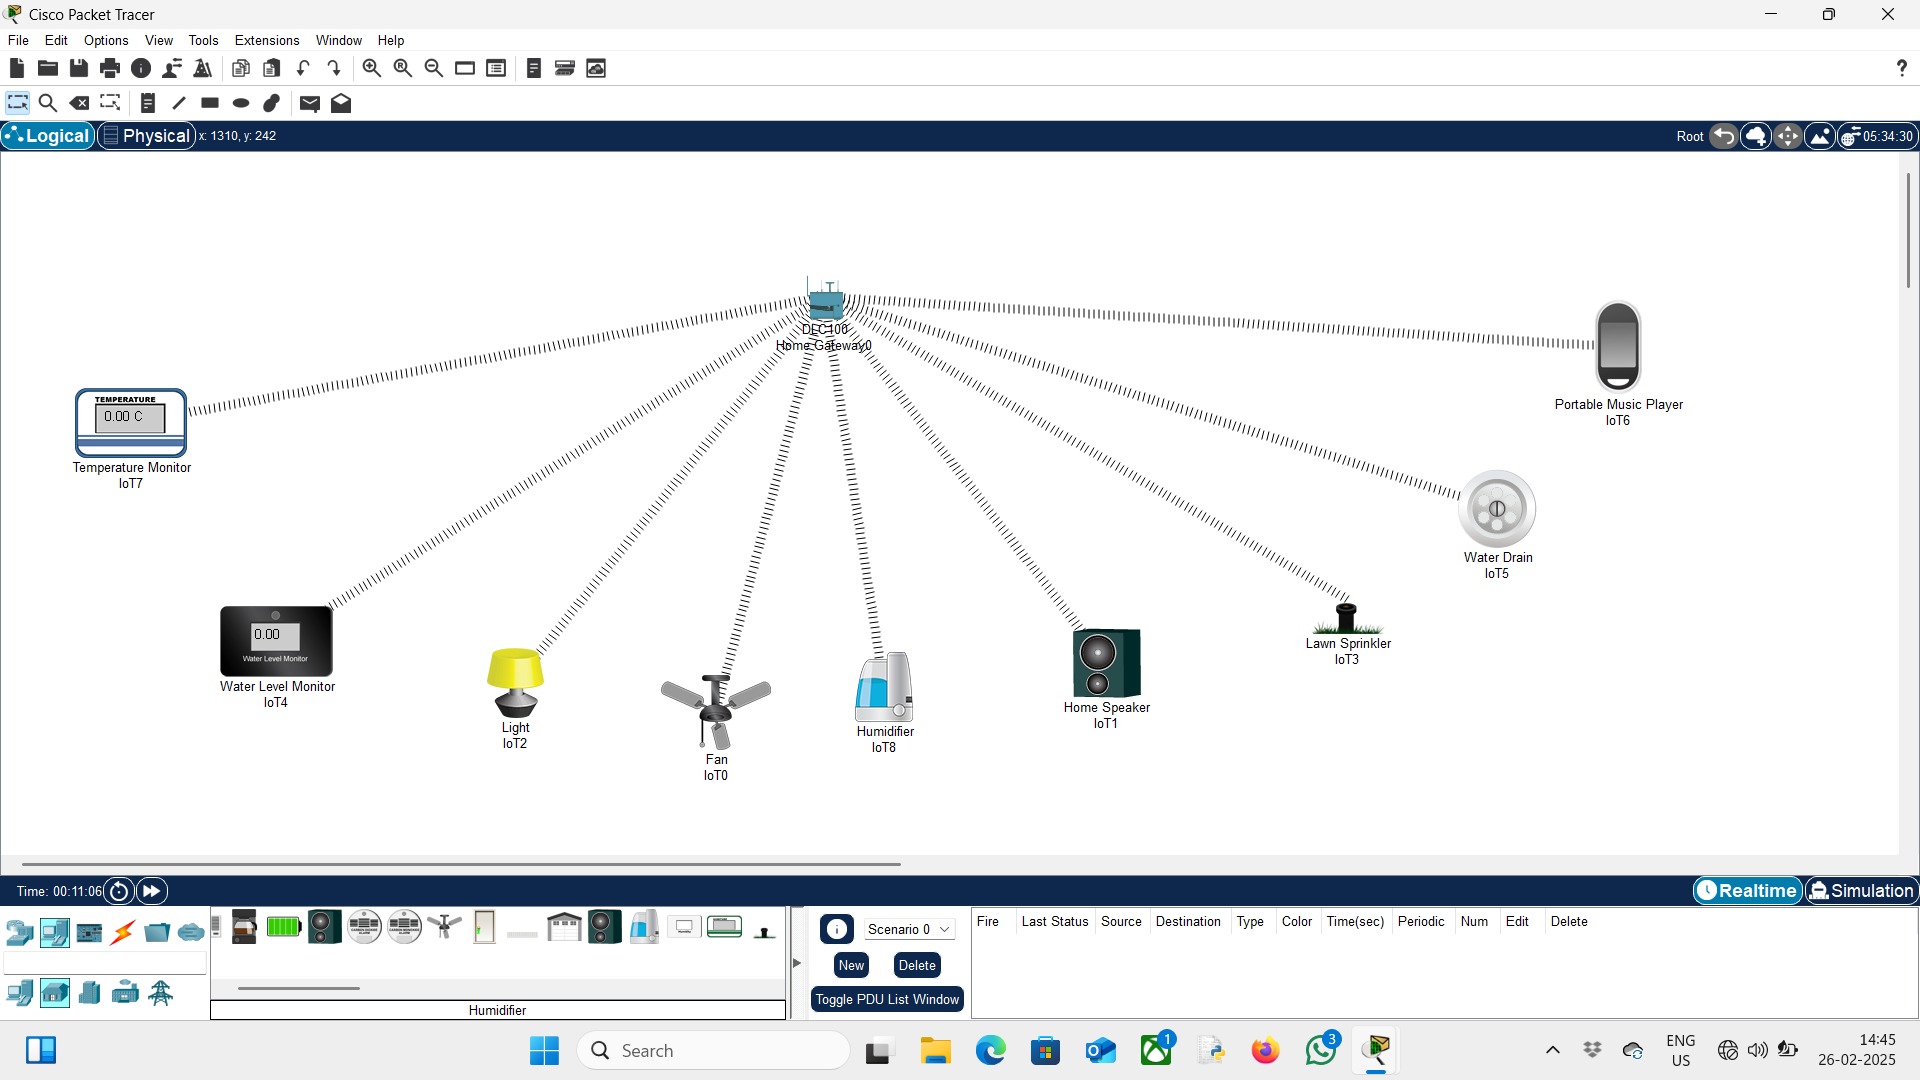 Cisco Packet Tracer
File Edit Options View Tools Extensions Window Help
?
Logical Physical x: 1310, y: 242 Root 05:34:30
DLC100
Home Gateway0
TEMPERATURE
0.00 C
Temperature Monitor
IoT7
Portable Music Player
IoT6
Water Drain
IoT5
0.00
Water Level Monitor
Water Level Monitor
IoT4
Light
IoT2
Fan
IoT0
Humidifier
IoT8
Home Speaker
IoT1
Lawn Sprinkler
IoT3
Time: 00:11:06 Realtime Simulation
Scenario 0
New Delete
Toggle PDU List Window
Fire Last Status Source Destination Type Color Time(sec) Periodic Num Edit Delete
Humidifier
Search
1
3
ENG
US
14:45
26-02-2025